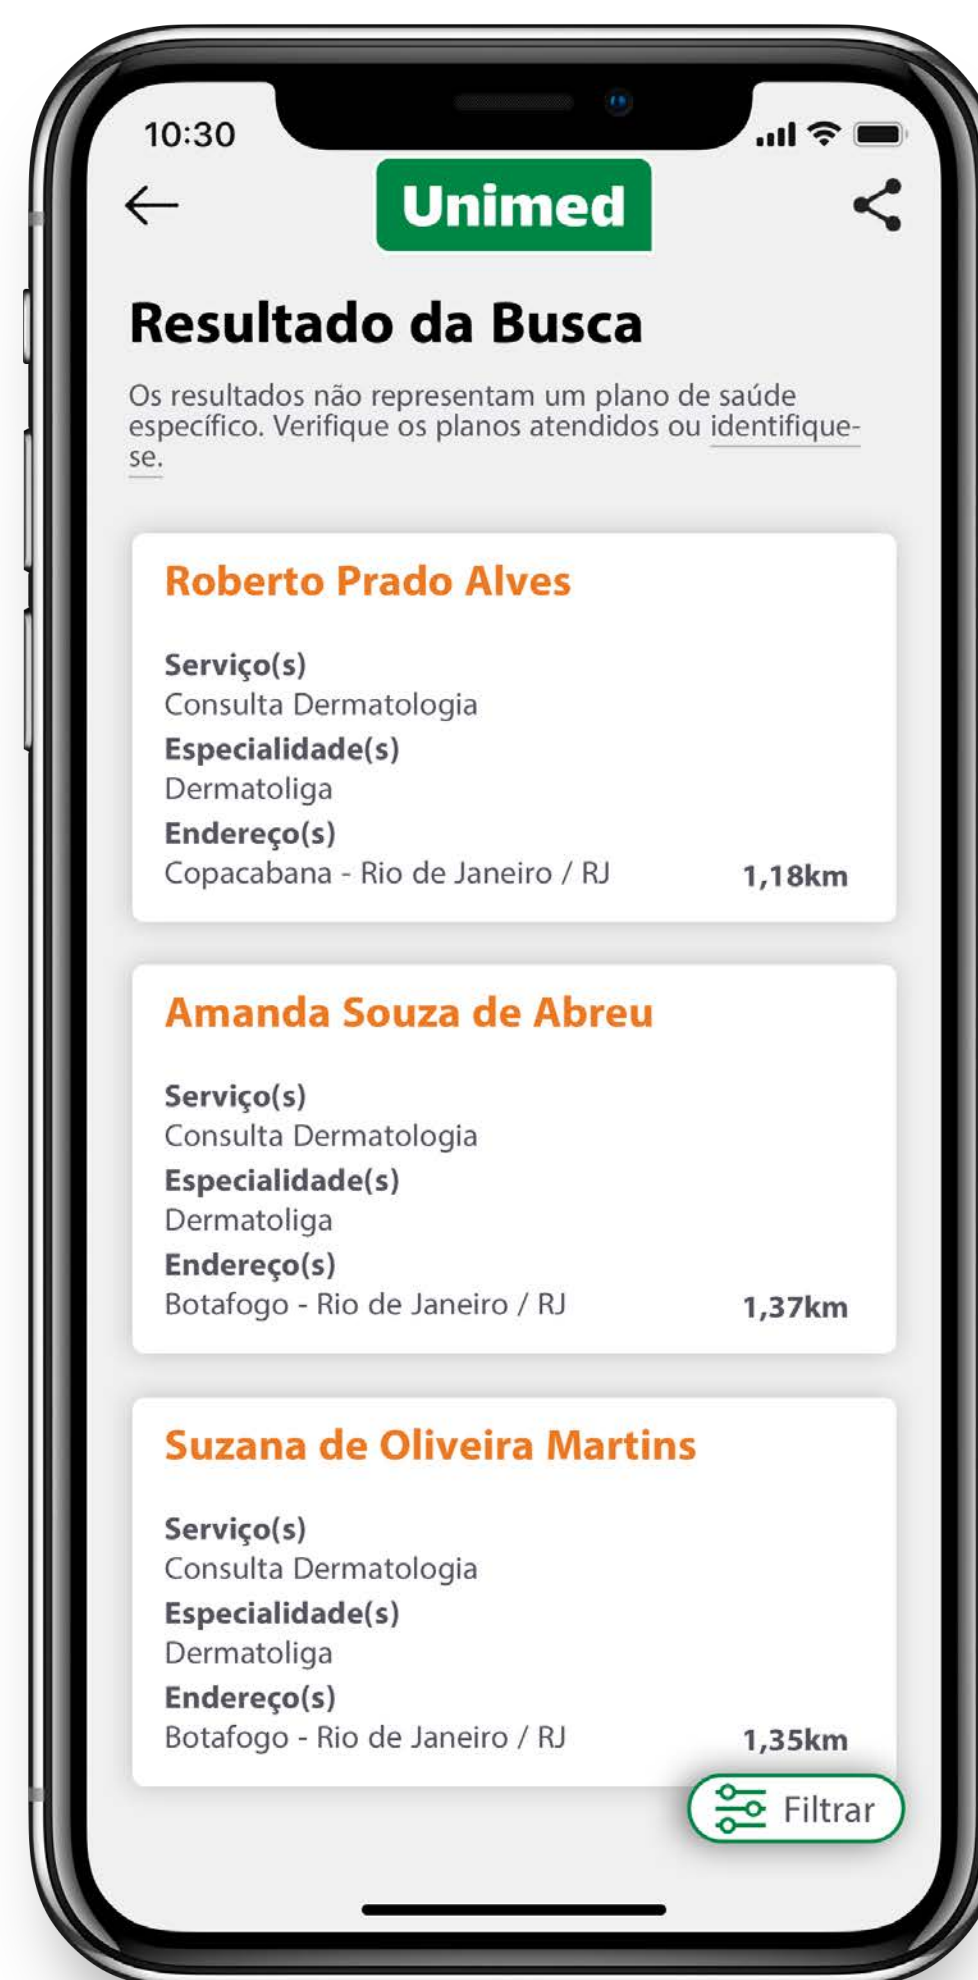 10:30
Unimed
Resultado da Busca
Os resultados não representam um plano de saúde
específico. Verifique os planos atendidos ou identifique-
se.
Roberto Prado Alves
Serviço(s)
Consulta Dermatologia
Especialidade(s)
Dermatoliga
Endereço(s)
Copacabana - Rio de Janeiro / RJ 1,18km
Amanda Souza de Abreu
Serviço(s)
Consulta Dermatologia
Especialidade(s)
Dermatoliga
Endereço(s)
Botafogo - Rio de Janeiro / RJ 1,37km
Suzana de Oliveira Martins
Serviço(s)
Consulta Dermatologia
Especialidade(s)
Dermatoliga
Endereço(s)
Botafogo - Rio de Janeiro / RJ 1,35km
Filtrar